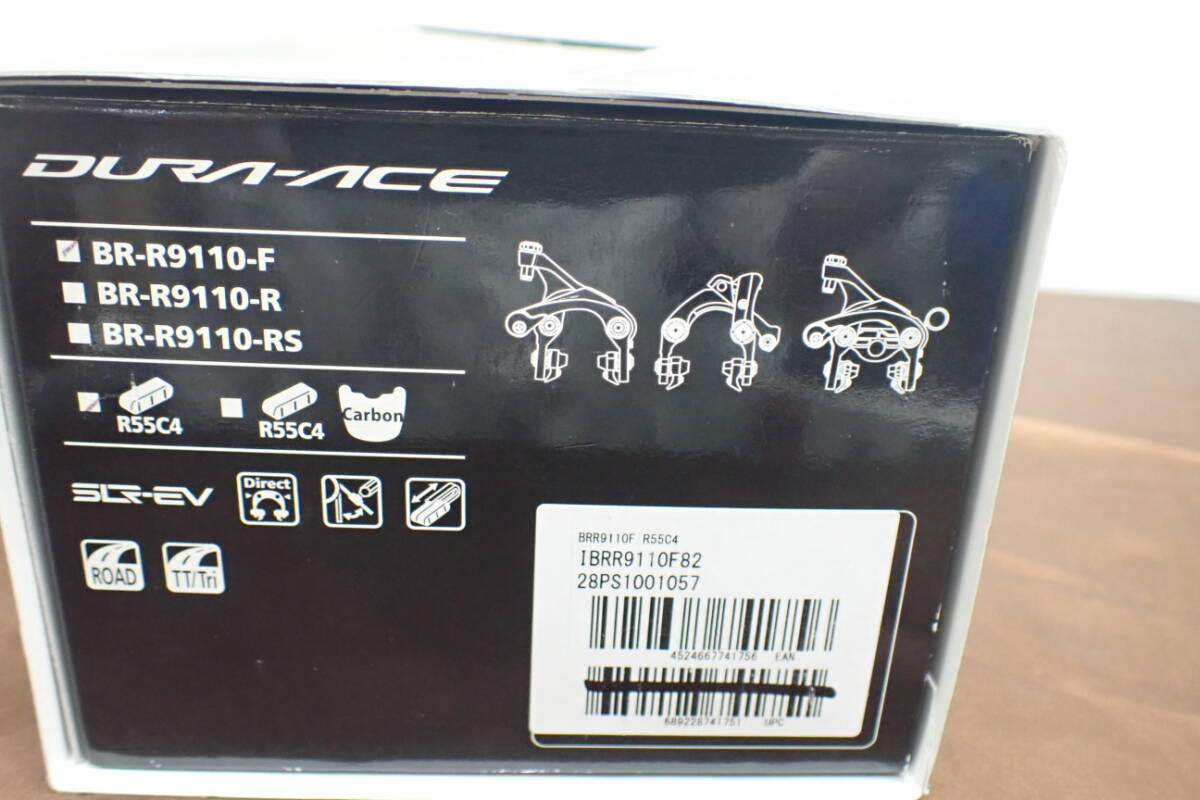 DURA-ACE
BR-R9110-F
BR-R9110-R
BR-R9110-RS
R55C4
R55C4
Carbon
SLR-EV
Direct
ROAD
TT/Tri
BRR9110F R55C4
IBRR9110F82
28PS1001057
4524667741756 EAN
689228741751 UPC